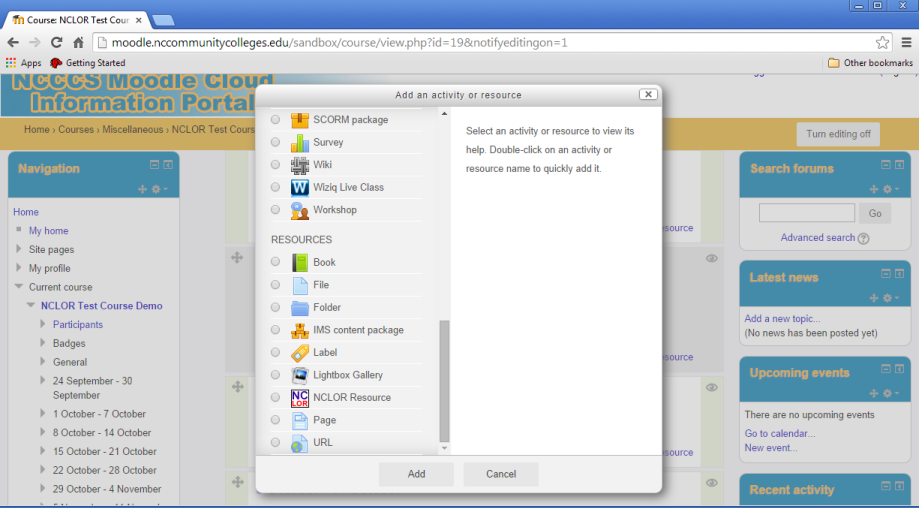 Course: NCLOR Test Cour
moodle.nccommunitycolleges.edu/sandbox/course/view.php?id=19&notifyeditingon=1
Apps Getting Started Other bookmarks
NCCCS Moodle Cloud
Information Portal
Home › Courses › Miscellaneous › NCLOR Test Cours
Turn editing off
Navigation
Home
My home
Site pages
My profile
Current course
NCLOR Test Course Demo
Participants
Badges
General
24 September - 30
September
1 October - 7 October
8 October - 14 October
15 October - 21 October
22 October - 28 October
29 October - 4 November
Add an activity or resource
SCORM package
Survey
Wiki
Wiziq Live Class
Workshop
RESOURCES
Book
File
Folder
IMS content package
Label
Lightbox Gallery
NC
LOR
NCLOR Resource
Page
URL
Select an activity or resource to view its
help. Double-click on an activity or
resource name to quickly add it.
Add Cancel
source
source
source
Search forums
Go
Advanced search
Latest news
Add a new topic...
(No news has been posted yet)
Upcoming events
There are no upcoming events
Go to calendar...
New event...
Recent activity